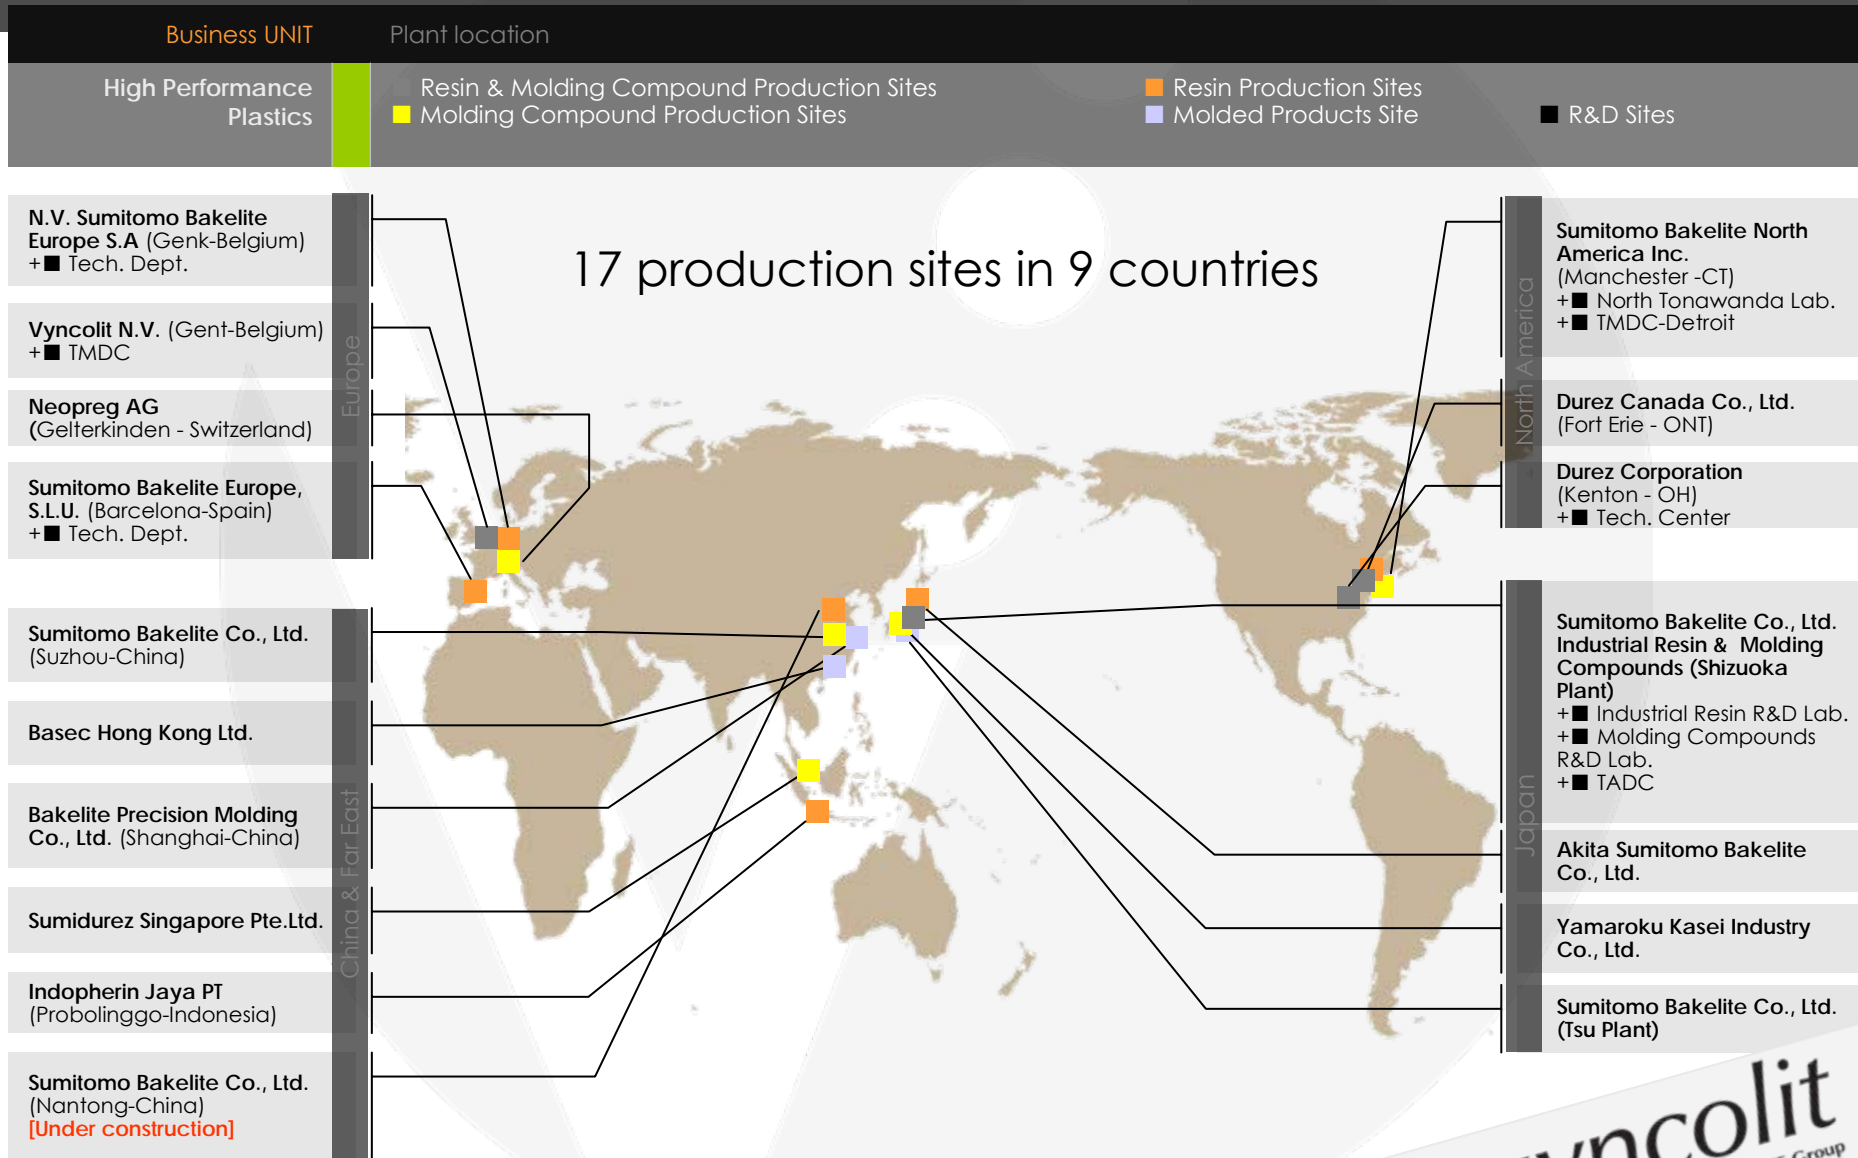 Business UNIT
Plant location
High Performance
Plastics
Resin & Molding Compound Production Sites
Resin Production Sites
Molding Compound Production Sites
Molded Products Site
R&D Sites
17 production sites in 9 countries
Europe
N.V. Sumitomo Bakelite
Europe S.A (Genk-Belgium)
+■ Tech. Dept.
Vyncolit N.V. (Gent-Belgium)
+■ TMDC
Neopreg AG
(Gelterkinden - Switzerland)
Sumitomo Bakelite Europe,
S.L.U. (Barcelona-Spain)
+■ Tech. Dept.
China & Far East
Sumitomo Bakelite Co., Ltd.
(Suzhou-China)
Basec Hong Kong Ltd.
Bakelite Precision Molding
Co., Ltd. (Shanghai-China)
Sumidurez Singapore Pte.Ltd.
Indopherin Jaya PT
(Probolinggo-Indonesia)
Sumitomo Bakelite Co., Ltd.
(Nantong-China)
[Under construction]
North America
Sumitomo Bakelite North
America Inc.
(Manchester -CT)
+■ North Tonawanda Lab.
+■ TMDC-Detroit
Durez Canada Co., Ltd.
(Fort Erie - ONT)
Durez Corporation
(Kenton - OH)
+■ Tech. Center
Japan
Sumitomo Bakelite Co., Ltd.
Industrial Resin & Molding
Compounds (Shizuoka
Plant)
+■ Industrial Resin R&D Lab.
+■ Molding Compounds
R&D Lab.
+■ TADC
Akita Sumitomo Bakelite
Co., Ltd.
Yamaroku Kasei Industry
Co., Ltd.
Sumitomo Bakelite Co., Ltd.
(Tsu Plant)
vyncolit
Group